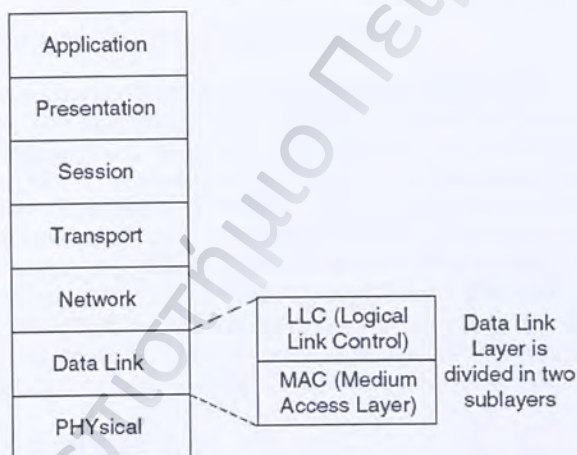 Application
Presentation
Session
Transport
Network
Data Link
PHYsical
LLC (Logical
Link Control)
MAC (Medium
Access Layer)
Data Link
Layer is
divided in two
sublayers